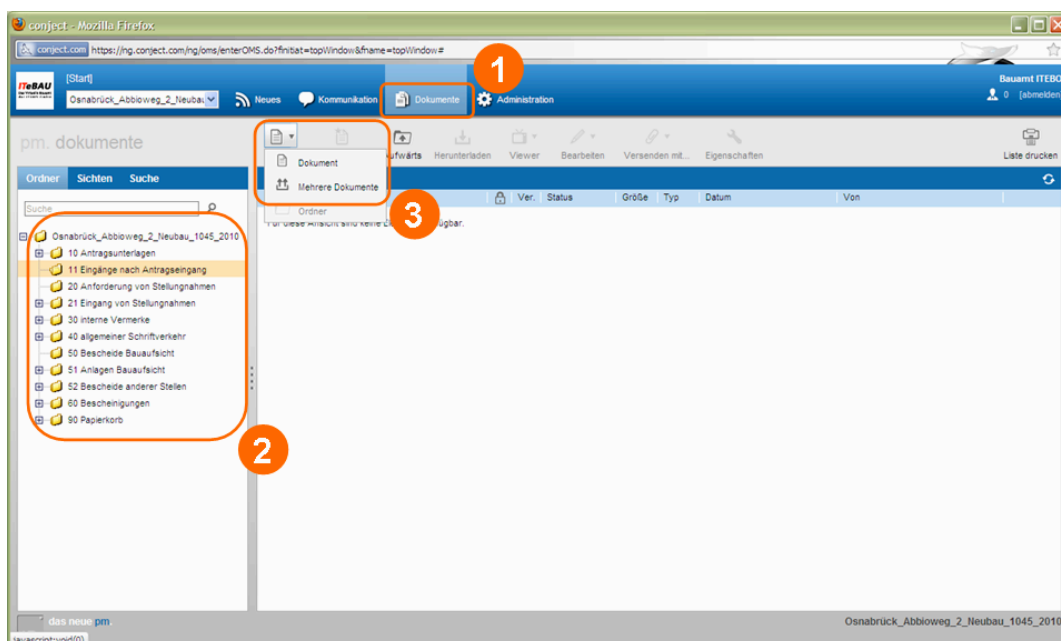 conject - Mozilla Firefox
conject.com https://ng.conject.com/ng/oms/enterOMS.do?finitiat=topWindow&fname=topWindow#
1
ITeBAU
[Start]
Bauamt ITEBO
Osnabrück_Abbioweg_2_Neubau
Neues
Kommunikation
Dokumente
Administration
0 [abmelden
pm. dokumente
Aufwärts
Herunterladen
Viewer
Bearbeiten
Versenden mit...
Eigenschaften
Liste drucken
Dokument
Mehrere Dokumente
Ordner
3
Ordner Sichten Suche
Ver. Status Größe Typ Datum Von
Suche
Für diese Ansicht sind keine
ugbar.
Osnabrück_Abbioweg_2_Neubau_1045_2010
10 Antragsunterlagen
11 Eingänge nach Antragseingang
20 Anforderung von Stellungnahmen
21 Eingang von Stellungnahmen
30 interne Vermerke
40 allgemeiner Schriftverkehr
50 Bescheide Bauaufsicht
51 Anlagen Bauaufsicht
52 Bescheide anderer Stellen
60 Bescheinigungen
90 Papierkorb
2
das neue pm.
Osnabrück_Abbioweg_2_Neubau_1045_2010
javascript:void(0)